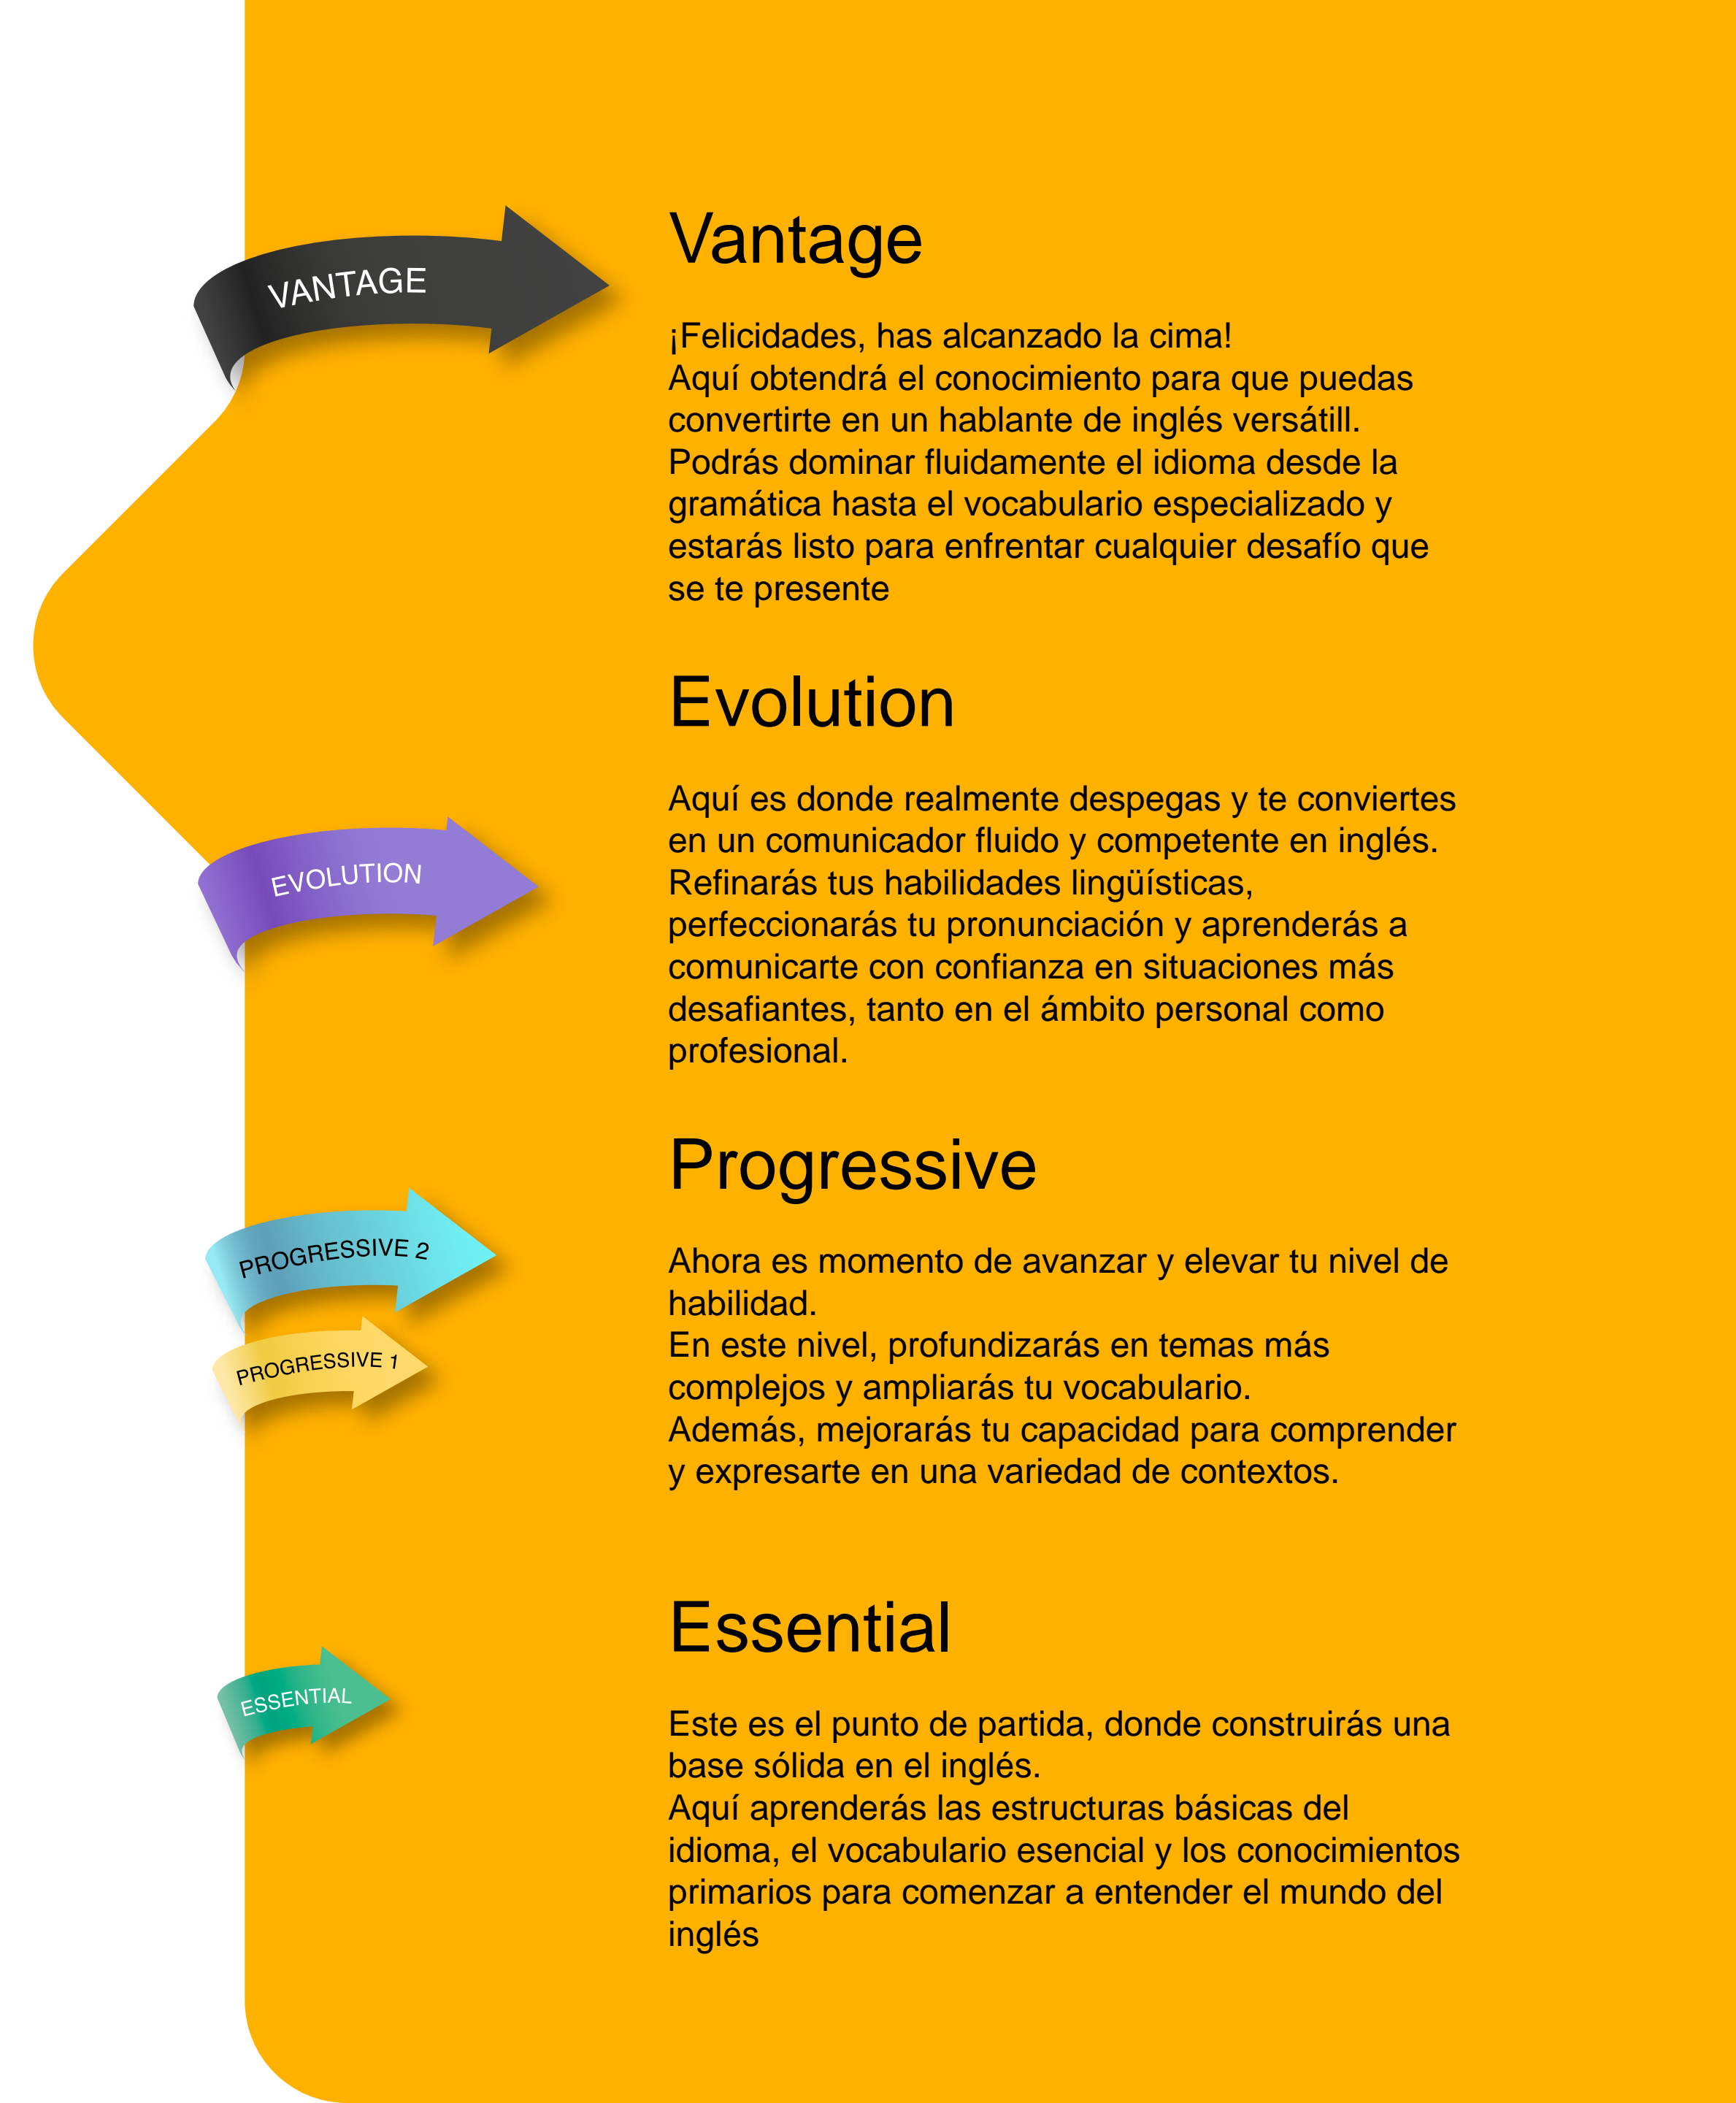 VANTAGE
Vantage
¡Felicidades, has alcanzado la cima!
Aquí obtendrá el conocimiento para que puedas
convertirte en un hablante de inglés versátill.
Podrás dominar fluidamente el idioma desde la
gramática hasta el vocabulario especializado y
estarás listo para enfrentar cualquier desafío que
se te presente
EVOLUTION
Evolution
Aquí es donde realmente despegas y te conviertes
en un comunicador fluido y competente en inglés.
Refinarás tus habilidades lingüísticas,
perfeccionarás tu pronunciación y aprenderás a
comunicarte con confianza en situaciones más
desafiantes, tanto en el ámbito personal como
profesional.
PROGRESSIVE 2
PROGRESSIVE 1
Progressive
Ahora es momento de avanzar y elevar tu nivel de
habilidad.
En este nivel, profundizarás en temas más
complejos y ampliarás tu vocabulario.
Además, mejorarás tu capacidad para comprender
y expresarte en una variedad de contextos.
ESSENTIAL
Essential
Este es el punto de partida, donde construirás una
base sólida en el inglés.
Aquí aprenderás las estructuras básicas del
idioma, el vocabulario esencial y los conocimientos
primarios para comenzar a entender el mundo del
inglés